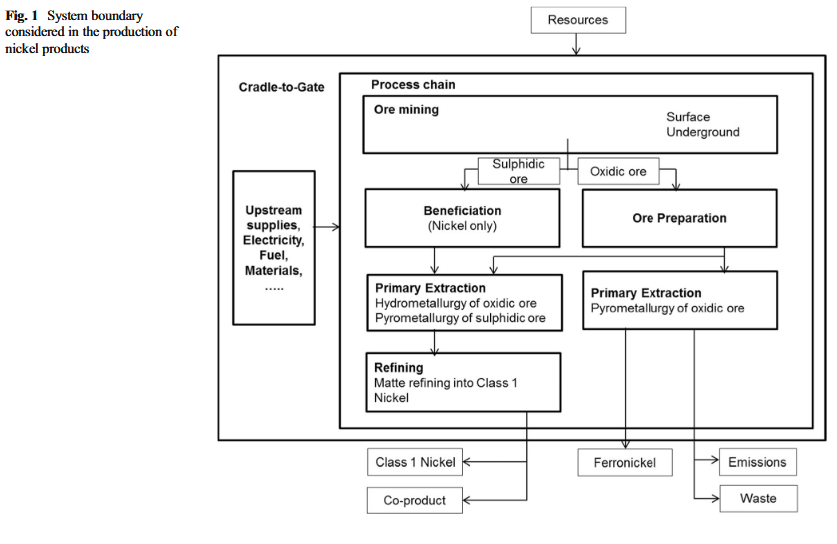 Fig. 1 System boundary
considered in the production of
nickel products
Resources
Cradle-to-Gate
Process chain
Ore mining
Surface
Underground
Sulphidic
ore
Oxidic ore
Upstream
supplies,
Electricity,
Fuel,
Materials,
.....
Beneficiation
(Nickel only)
Ore Preparation
Primary Extraction
Hydrometallurgy of oxidic ore
Pyrometallurgy of sulphidic ore
Primary Extraction
Pyrometallurgy of oxidic ore
Refining
Matte refining into Class 1
Nickel
Class 1 Nickel
Ferronickel
Emissions
Co-product
Waste